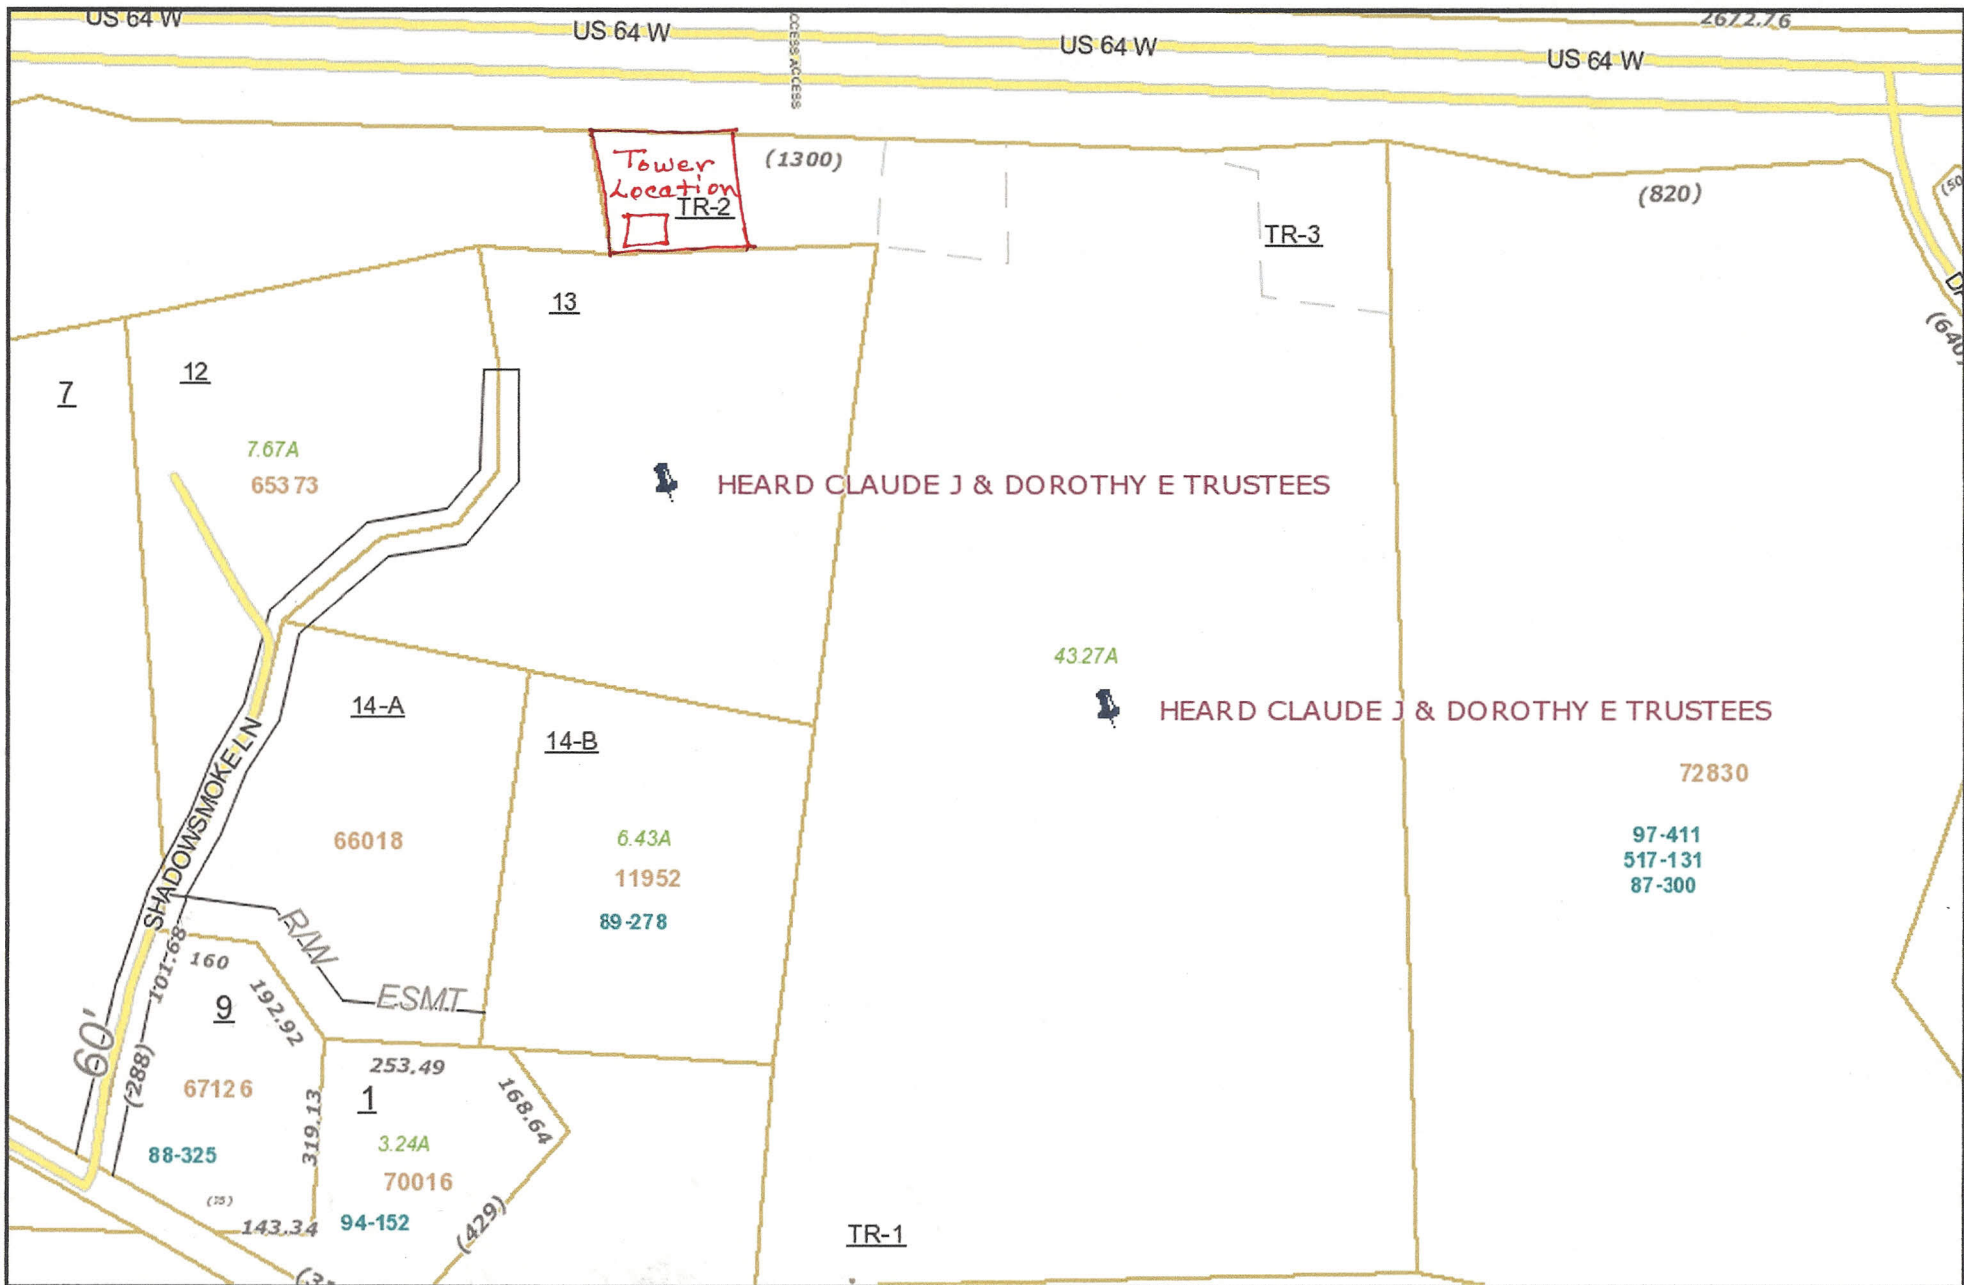 US 64 W
US 64 W
US 64 W
US 64 W
2672.76
ACCESS
Tower
Location
TR-2
(1300)
(820)
TR-3
13
12
7
7.67A
65373
HEARD CLAUDE J & DOROTHY E TRUSTEES
43.27A
HEARD CLAUDE J & DOROTHY E TRUSTEES
14-A
14-B
72830
97-411
517-131
87-300
66018
6.43A
11952
89-278
SHADOWSMOKE LN
R/W
ESMT
101.68
160
192.92
9
60'
(288)
67126
88-325
319.13
253.49
168.64
1
3.24A
70016
94-152
143.34
(429)
TR-1